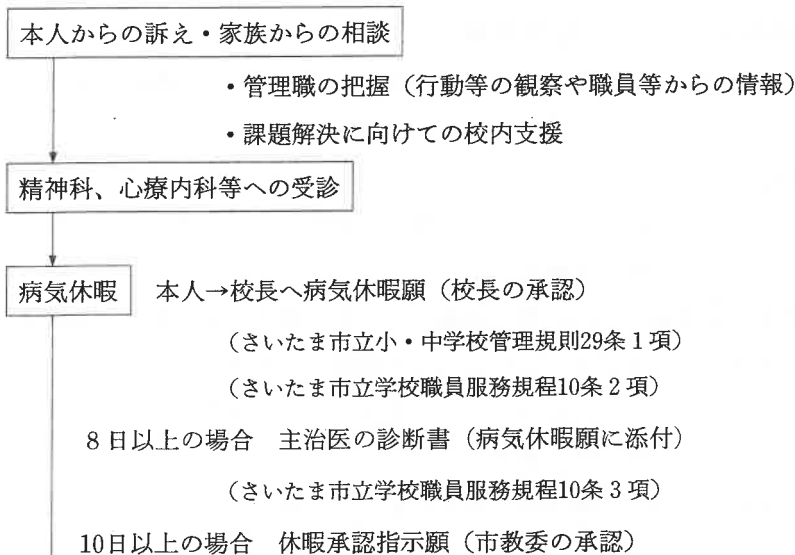 本人からの訴え・家族からの相談
・管理職の把握（行動等の観察や職員等からの情報）
・課題解決に向けての校内支援
精神科、心療内科等への受診
病気休暇　本人→校長へ病気休暇願（校長の承認）
（さいたま市立小・中学校管理規則29条１項）
（さいたま市立学校職員服務規程10条２項）
８日以上の場合　主治医の診断書（病気休暇願に添付）
（さいたま市立学校職員服務規程10条３項）
10日以上の場合　休暇承認指示願（市教委の承認）